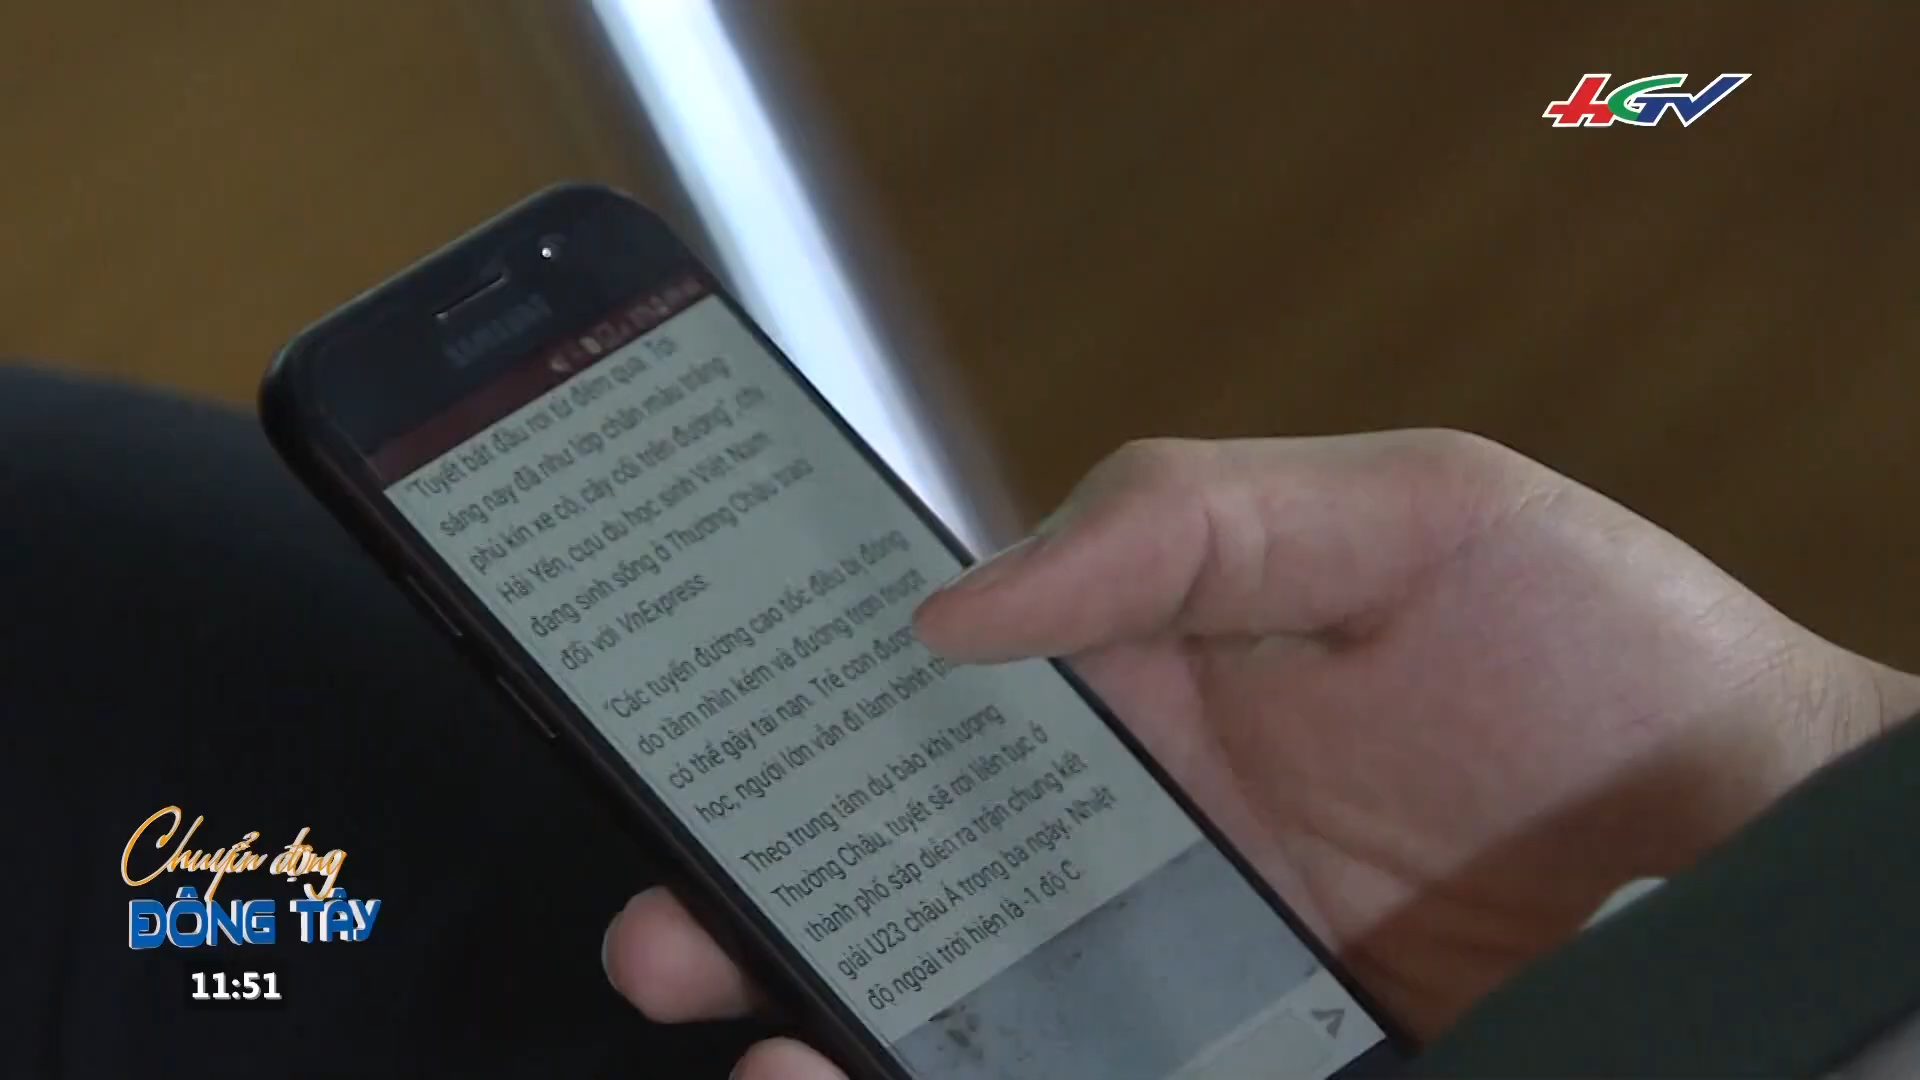 HGV
SAMSUNG
"Tuyết bắt đầu rơi từ đêm qua. Tới
sáng nay đã như lớp chăn màu trắng
phủ kín xe cộ, cây cối trên đường", chị
Hải Yến, cựu du học sinh Việt Nam
đang sinh sống ở Thường Châu trao
đổi với VnExpress.
"Các tuyến đường cao tốc đều bị đóng
do tầm nhìn kém và đường trơn trượt
có thể gây tai nạn. Trẻ con được
học, người lớn vẫn đi làm bình
Theo trung tâm dự báo khí tượng
Thường Châu, tuyết sẽ rơi liên tục ở
thành phố sắp diễn ra trận chung kết
giải U23 châu Á trong ba ngày. Nhiệt
độ ngoài trời hiện là -1 độ C.
Chuyển động
ĐÔNG TÂY
11:51